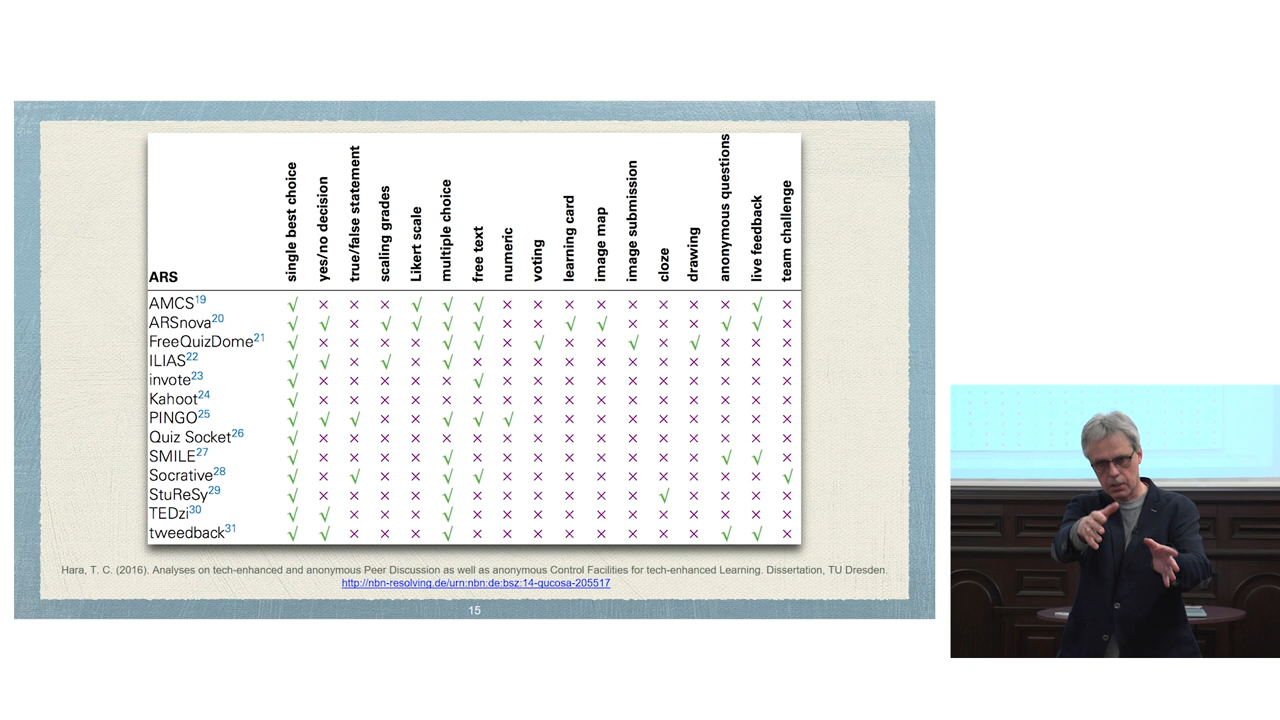 single best choice
yes/no decision
true/false statement
scaling grades
Likert scale
multiple choice
free text
numeric
voting
learning card
image map
image submission
cloze
drawing
anonymous questions
live feedback
team challenge
ARS
AMCS19 √ × × × √ √ √ × × × × × × × × √ ×
ARSnova20 √ √ × √ √ √ √ × × √ √ × × × √ √ ×
FreeQuizDome21 √ × × × × √ √ × √ × × √ × √ × × ×
ILIAS22 √ √ × √ × √ × × × × × × × × × × ×
invote23 √ × × × × × √ × × × × × × × × × ×
Kahoot24 √ × × × × × × × × × × × × × × × ×
PINGO25 √ √ √ × × √ √ √ × × × × × × × × ×
Quiz Socket26 √ × × × × × × × × × × × × × × × ×
SMILE27 √ × × × × √ × × × × × × × × √ √ ×
Socrative28 √ × √ × × √ √ × × × × × × × × × √
StuReSy29 √ × × × × √ × × × × × × √ × × × ×
TEDzi30 √ √ × × × √ × × × × × × × × × × ×
tweedback31 √ √ × × × √ × × × × × × × × √ √ ×
Hara, T. C. (2016). Analyses on tech-enhanced and anonymous Peer Discussion as well as anonymous Control Facilities for tech-enhanced Learning. Dissertation, TU Dresden.
http://nbn-resolving.de/urn:nbn:de:bsz:14-qucosa-205517
15